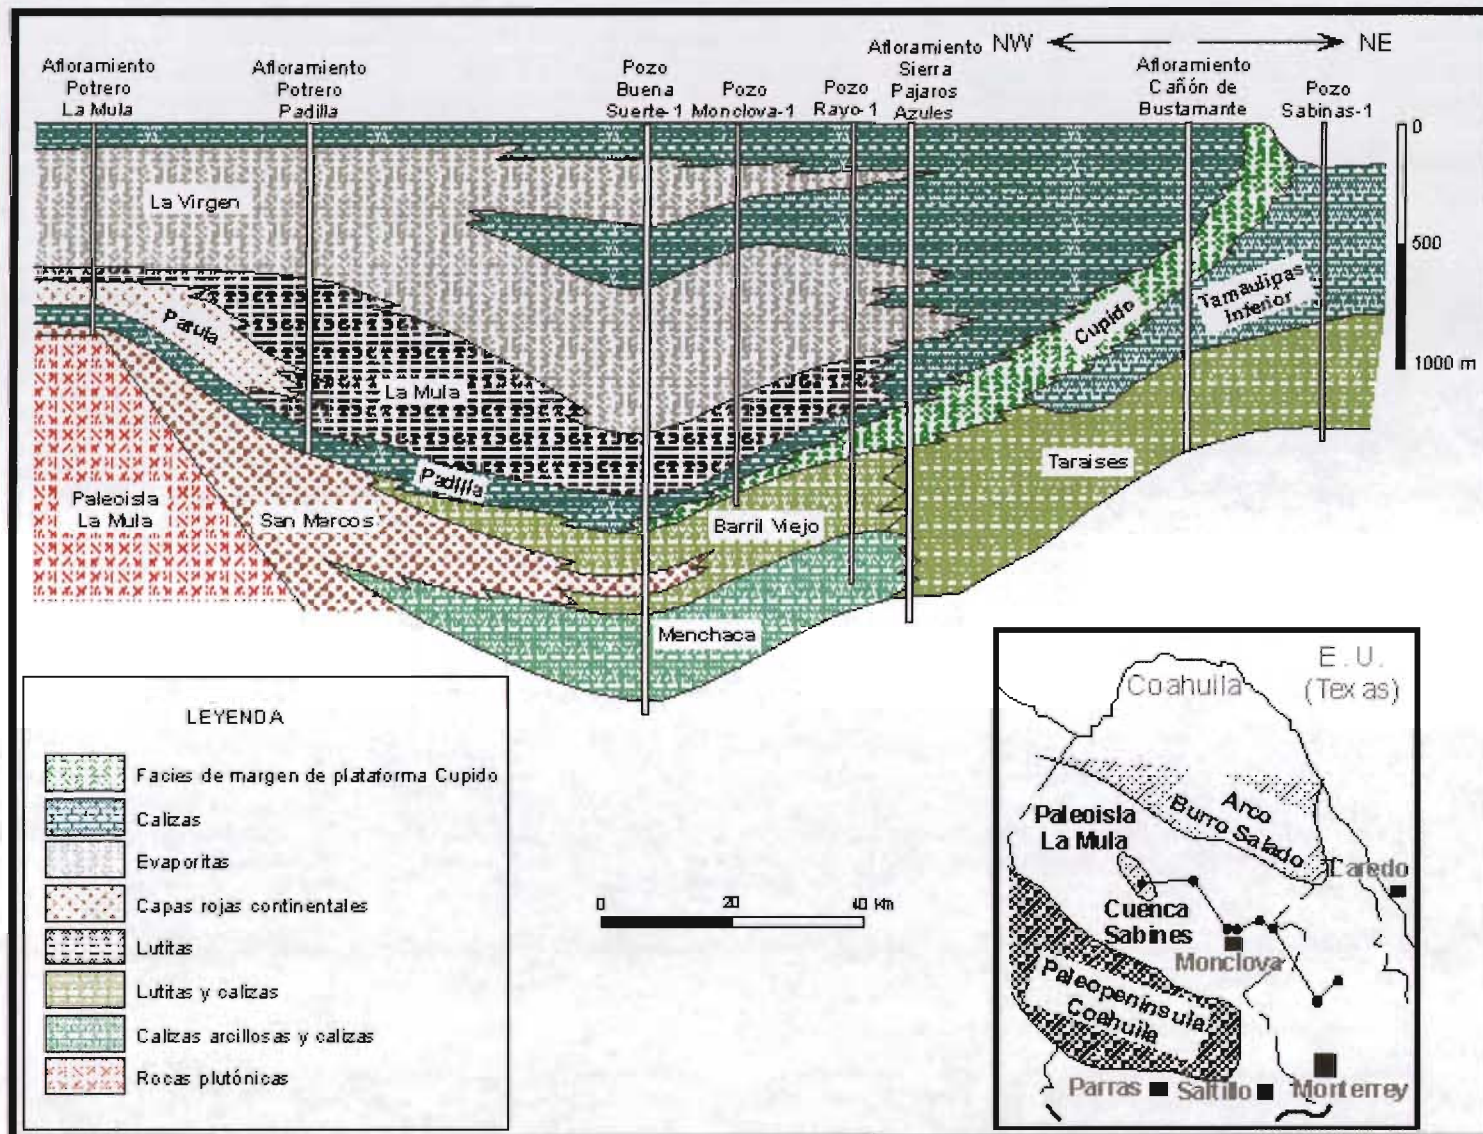 Afloramiento
Potrero
La Mula
Afloramiento
Potrero
Padilla
Pozo
Buena
Suerte-1
Pozo
Monclova-1
Pozo
Rayo-1
Afloramiento
Sierra
Pajaros
Azules
NW
NE
Afloramiento
Cañón de
Bustamante
Pozo
Sabinas-1
0
500
1000 m
La Virgen
Patula
La Mula
Padilla
Cupido
Tamaulipas
Inferior
Taraises
Barril Viejo
San Marcos
Paleoisla
La Mula
Menchaca
LEYENDA
Facies de margen de plataforma Cupido
Calizas
Evaporitas
Capas rojas continentales
Lutitas
Lutitas y calizas
Calizas arcillosas y calizas
Rocas plutónicas
0 20 40 km
E.U.
(Texas)
Coahuila
Arco
Burro Salado
Paleoisla
La Mula
Laredo
Cuenca
Sabines
Monclova
Paleopenínsula
Coahuila
Parras
Saltillo
Monterrey